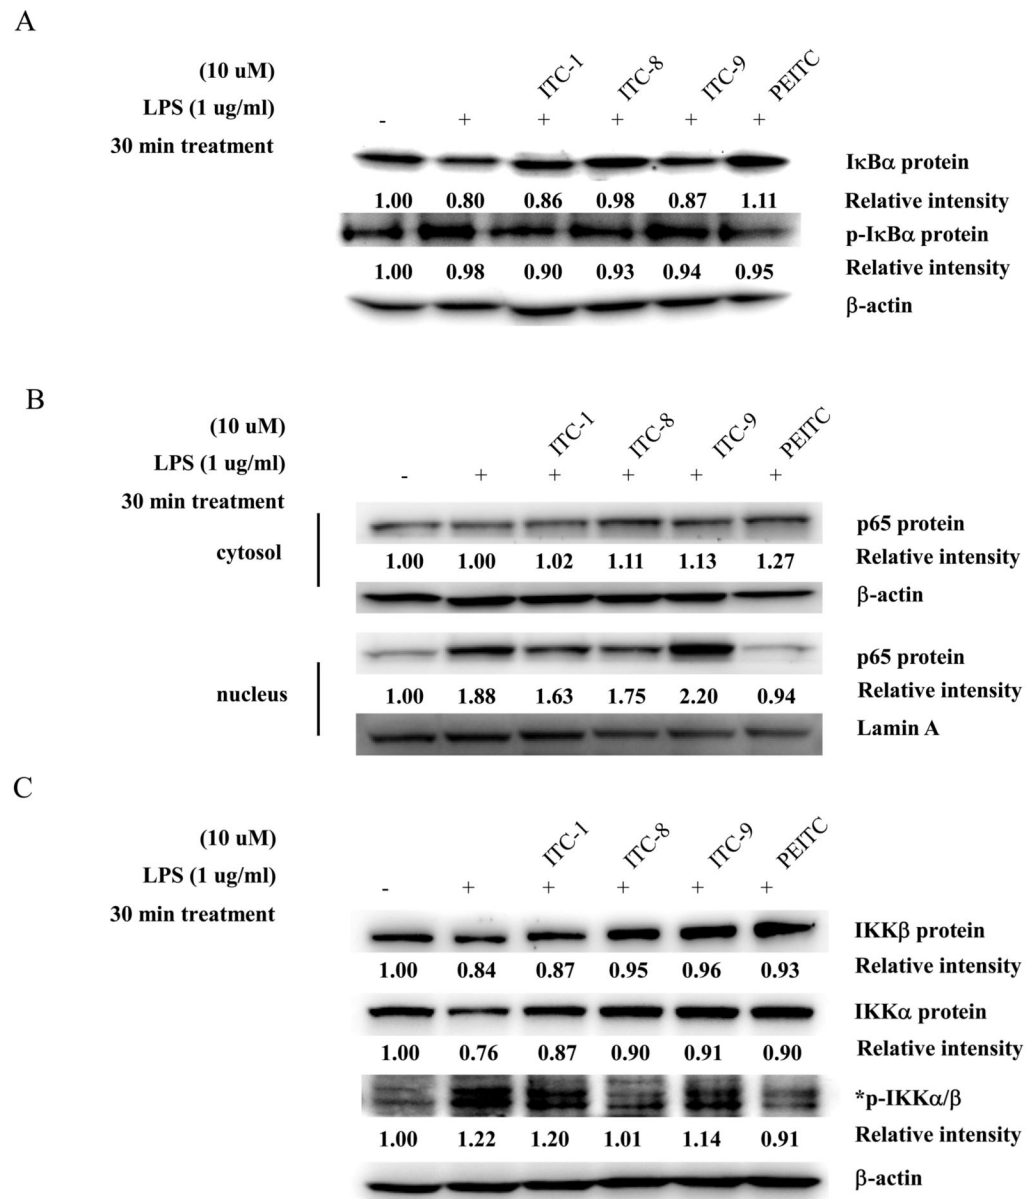 A
ITC-1 ITC-8 ITC-9 PEITC
(10 uM)
LPS (1 ug/ml) - + + + + +
30 min treatment
IκBα protein
1.00 0.80 0.86 0.98 0.87 1.11 Relative intensity
p-IκBα protein
1.00 0.98 0.90 0.93 0.94 0.95 Relative intensity
β-actin
B
ITC-1 ITC-8 ITC-9 PEITC
(10 uM)
LPS (1 ug/ml) - + + + + +
30 min treatment
p65 protein
cytosol 1.00 1.00 1.02 1.11 1.13 1.27 Relative intensity
β-actin
p65 protein
nucleus 1.00 1.88 1.63 1.75 2.20 0.94 Relative intensity
Lamin A
C
ITC-1 ITC-8 ITC-9 PEITC
(10 uM)
LPS (1 ug/ml) - + + + + +
30 min treatment
IKKβ protein
1.00 0.84 0.87 0.95 0.96 0.93 Relative intensity
IKKα protein
1.00 0.76 0.87 0.90 0.91 0.90 Relative intensity
*p-IKKα/β
1.00 1.22 1.20 1.01 1.14 0.91 Relative intensity
β-actin